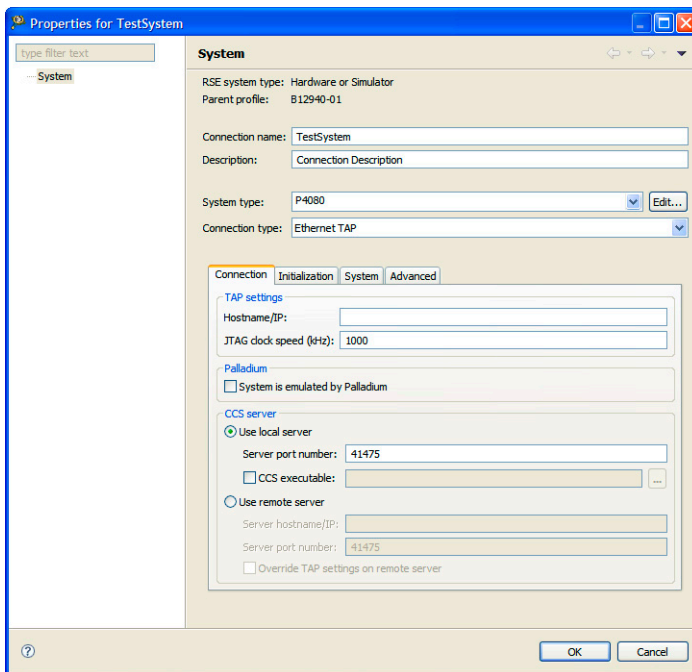 Properties for TestSystem
type filter text
System
System
RSE system type: Hardware or Simulator
Parent profile: B12940-01
Connection name: TestSystem
Description: Connection Description
System type: P4080 Edit...
Connection type: Ethernet TAP
Connection Initialization System Advanced
TAP settings
Hostname/IP:
JTAG clock speed (kHz): 1000
Palladium
System is emulated by Palladium
CCS server
Use local server
Server port number: 41475
CCS executable: ...
Use remote server
Server hostname/IP:
Server port number: 41475
Override TAP settings on remote server
? OK Cancel